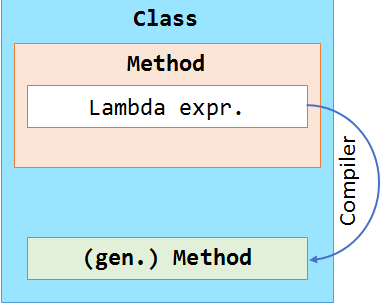 Class
Method
Lambda expr.
Compiler
(gen.) Method